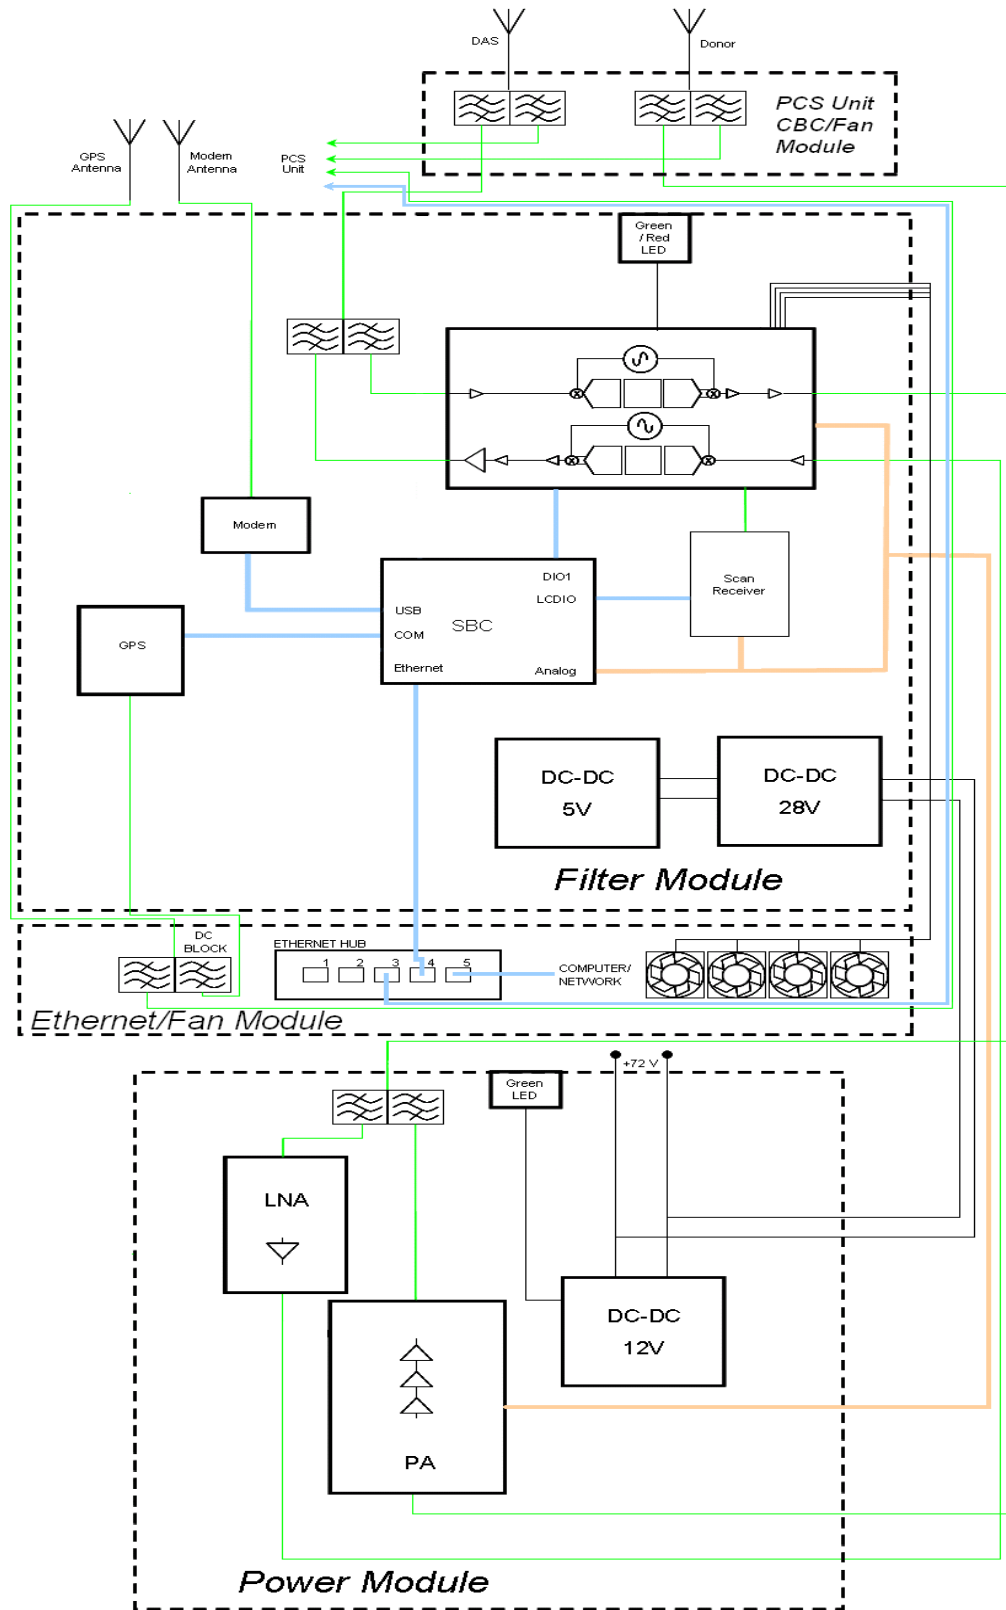 DAS
Donor
PCS Unit
CBC/Fan
Module
GPS
Antenna
Modem
Antenna
PCS
Unit
Green
/ Red
LED
Modem
DIO1
LCDIO
USB
SBC
COM
Ethernet
Analog
Scan
Receiver
GPS
DC-DC
5V
DC-DC
28V
Filter Module
DC
BLOCK
ETHERNET HUB
1 2 3 4 5
COMPUTER/
NETWORK
Ethernet/Fan Module
+72 V
Green
LED
LNA
DC-DC
12V
PA
Power Module